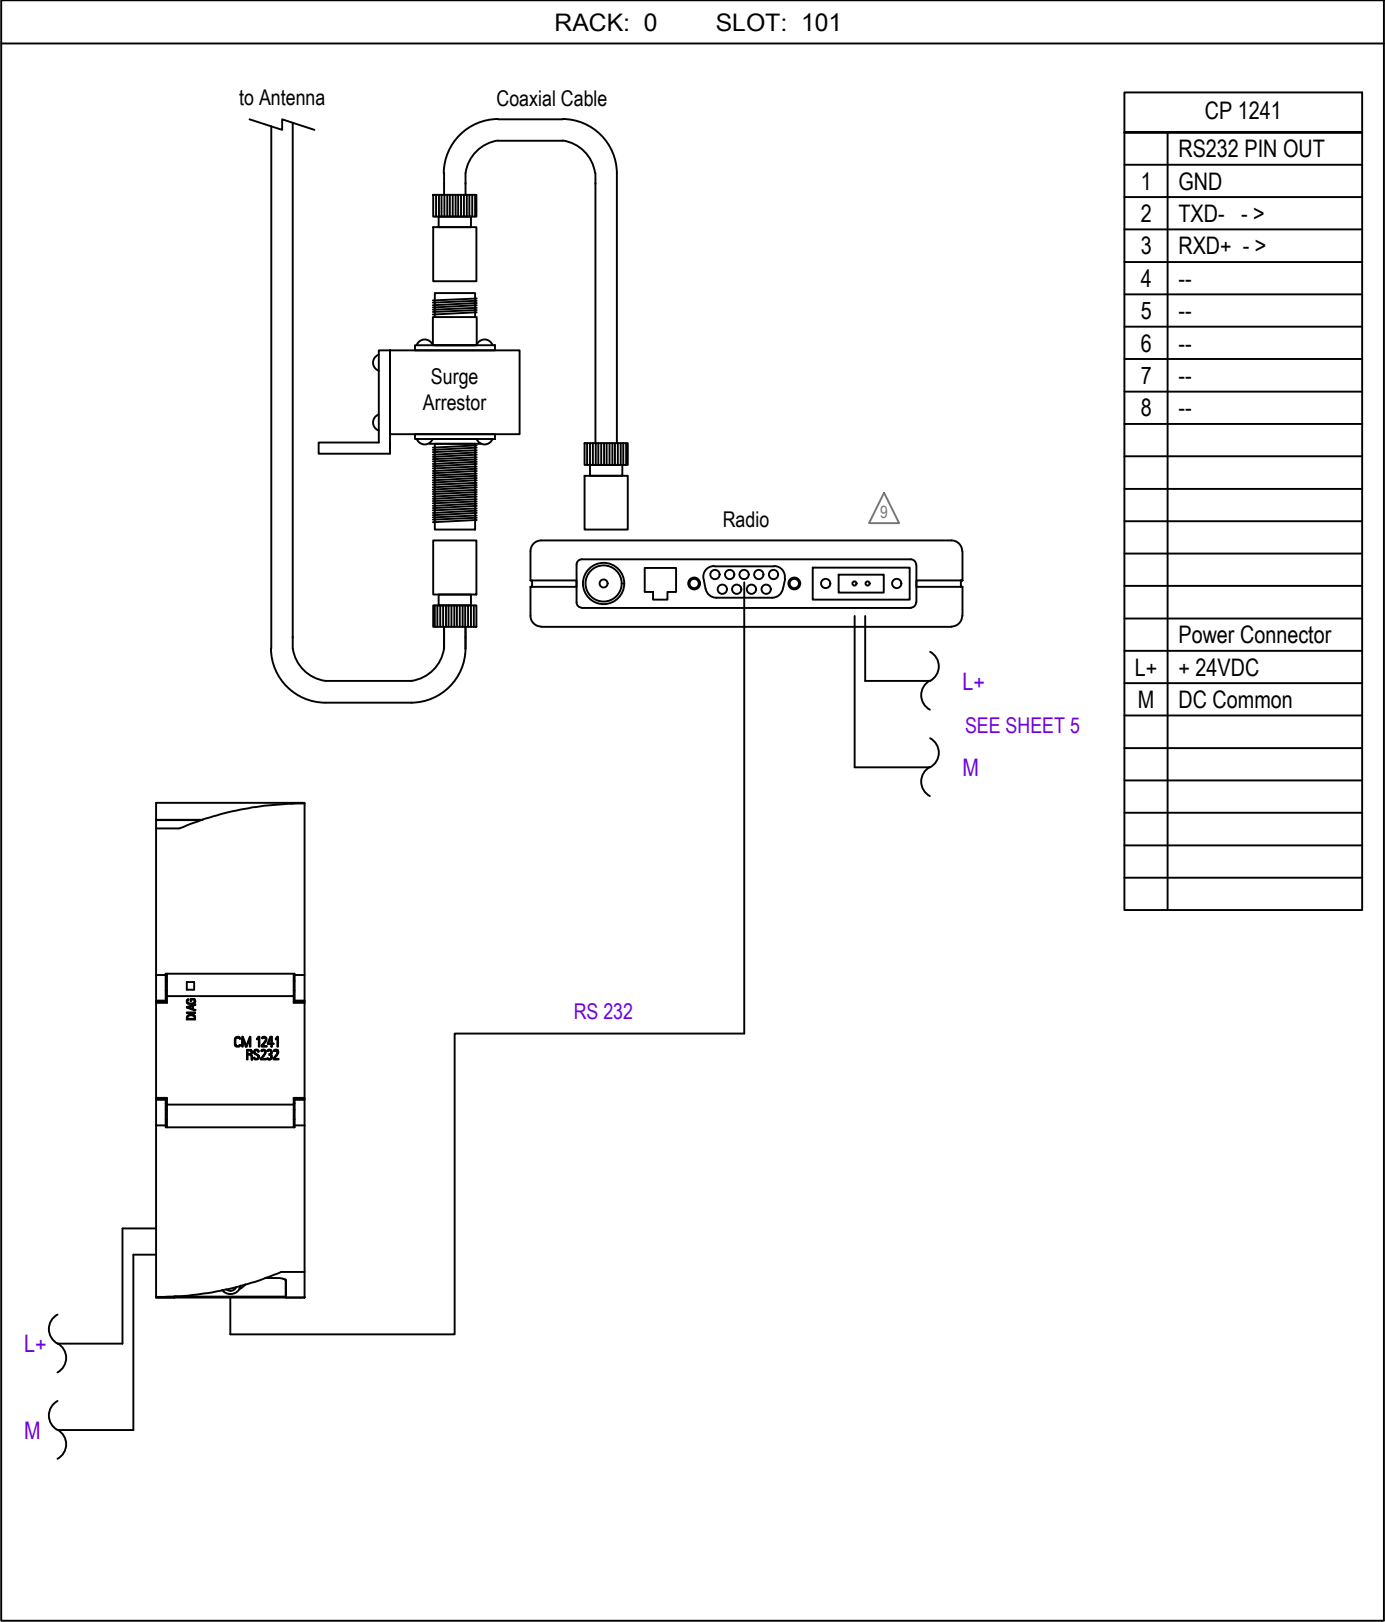 RACK: 0 SLOT: 101
to Antenna
Coaxial Cable
Surge
Arrestor
Radio
9
L+
SEE SHEET 5
M
CP 1241
RS232 PIN OUT
1 GND
2 TXD- - >
3 RXD+ - >
4 --
5 --
6 --
7 --
8 --
Power Connector
L+ + 24VDC
M DC Common
DIAG
CM 1241
RS232
RS 232
L+
M